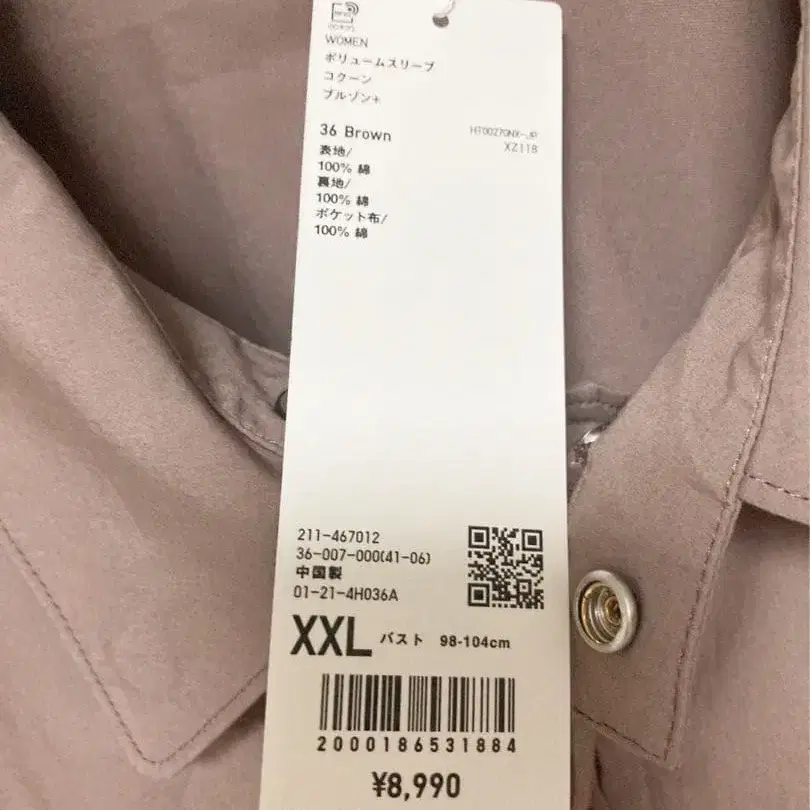 WOMEN
ボリュームスリーブ
コクーン
ブルゾン+
36 Brown
HT00270NX-JP
XZ118
表地/
100% 綿
裏地/
100% 綿
ポケット布/
100% 綿
211-467012
36-007-000(41-06)
中国製
01-21-4H036A
XXL バスト 98-104cm
2000186531884
¥8,990